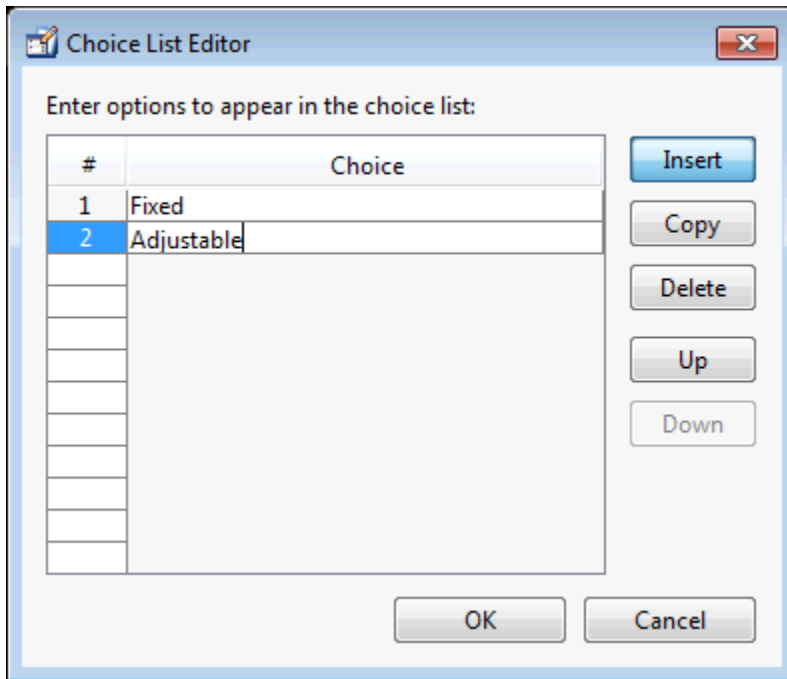 Choice List Editor
Enter options to appear in the choice list:
# Choice
1 Fixed
2 Adjustable
Insert
Copy
Delete
Up
Down
OK Cancel